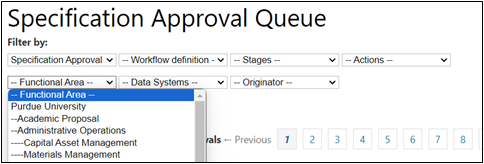 Specification Approval Queue
Filter by:
Specification Approval -- Workflow definition - -- Stages -- -- Actions --
-- Functional Area -- -- Data Systems -- -- Originator --
-- Functional Area --
Purdue University
--Academic Proposal
--Administrative Operations
vals ← Previous 1 2 3 4 5 6 7 8
----Capital Asset Management
----Materials Management